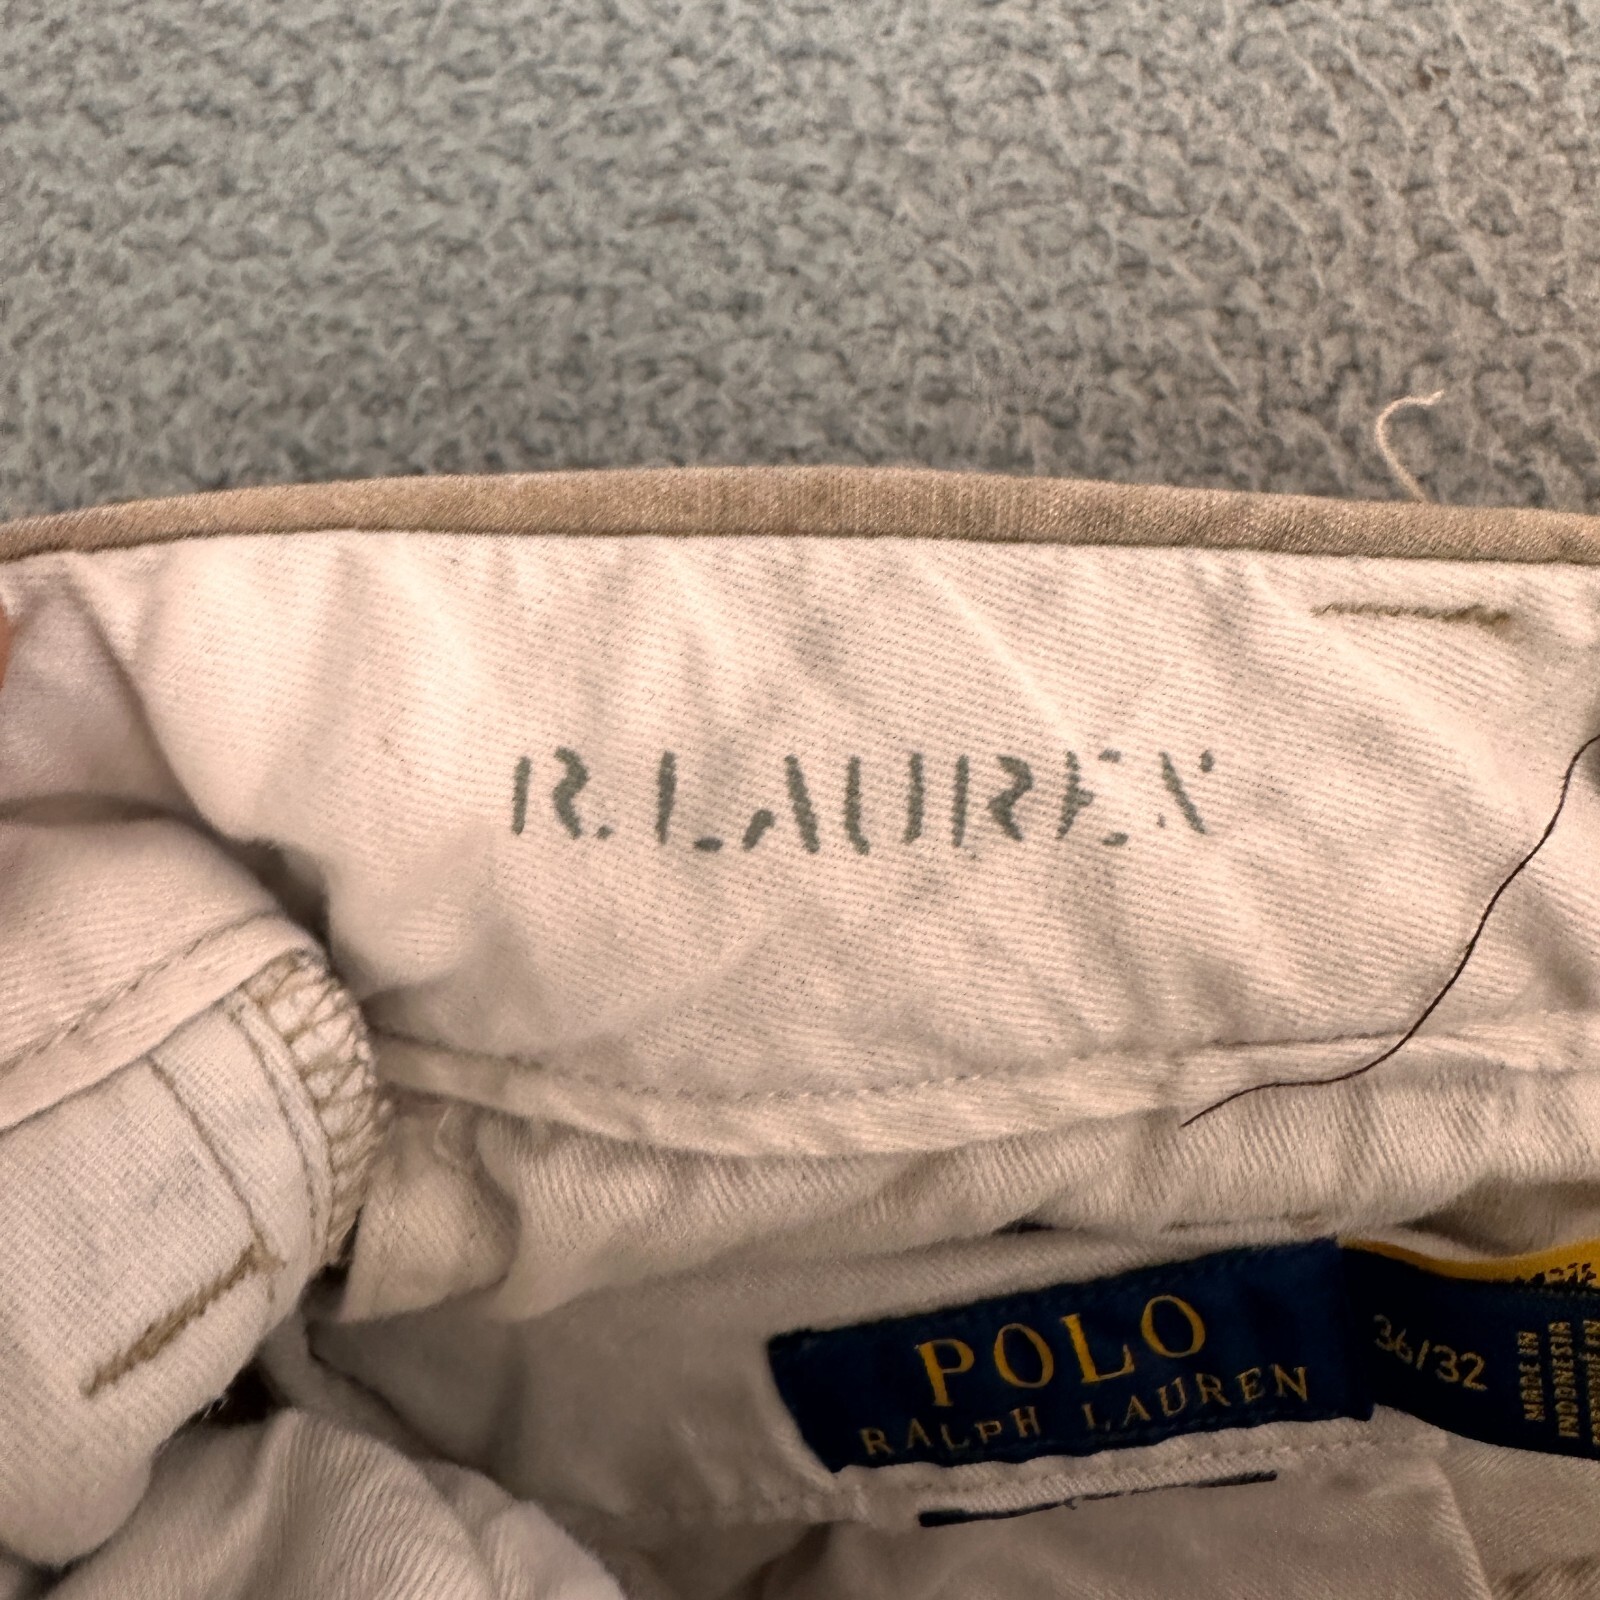 R. LAUREN
POLO
RALPH LAUREN
36/32
MADE IN
INDONESIA